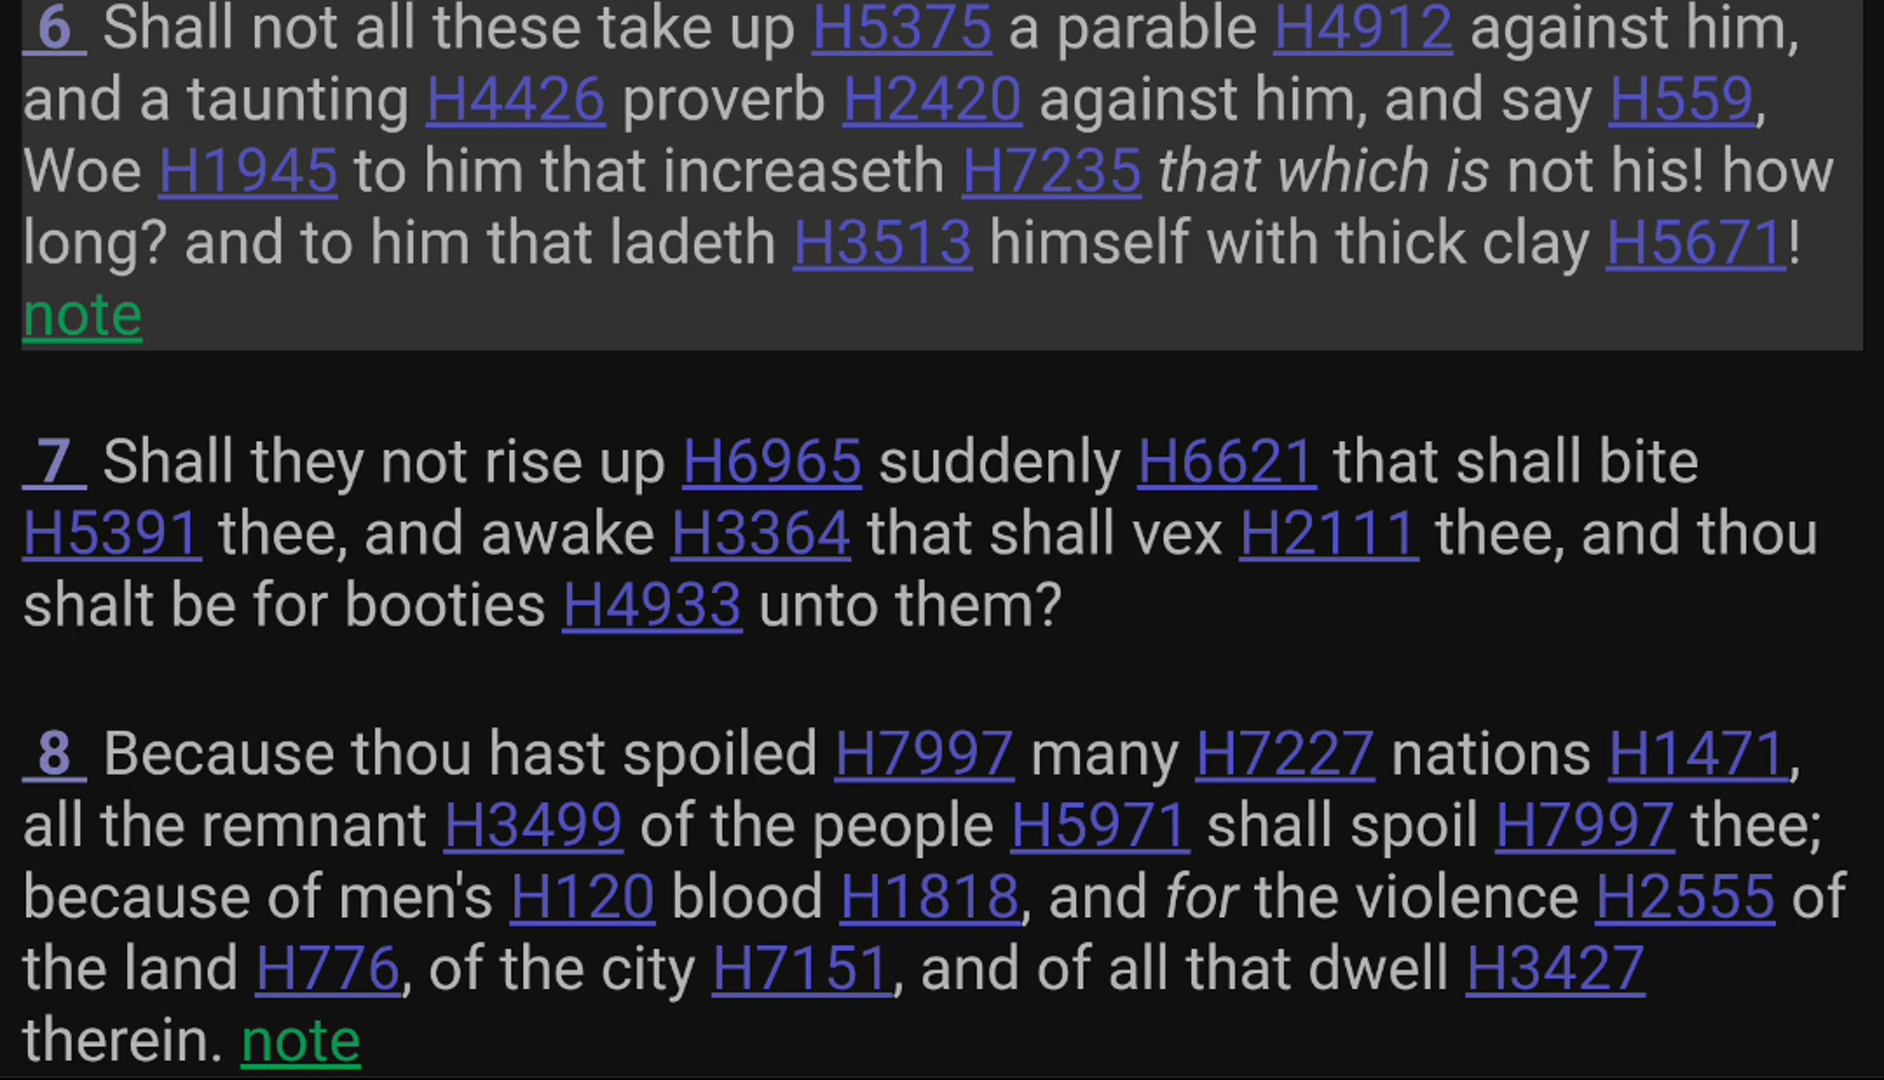 6 Shall not all these take up H5375 a parable H4912 against him,
and a taunting H4426 proverb H2420 against him, and say H559,
Woe H1945 to him that increaseth H7235 that which is not his! how
long? and to him that ladeth H3513 himself with thick clay H5671!
note
7 Shall they not rise up H6965 suddenly H6621 that shall bite
H5391 thee, and awake H3364 that shall vex H2111 thee, and thou
shalt be for booties H4933 unto them?
8 Because thou hast spoiled H7997 many H7227 nations H1471,
all the remnant H3499 of the people H5971 shall spoil H7997 thee;
because of men's H120 blood H1818, and for the violence H2555 of
the land H776, of the city H7151, and of all that dwell H3427
therein. note